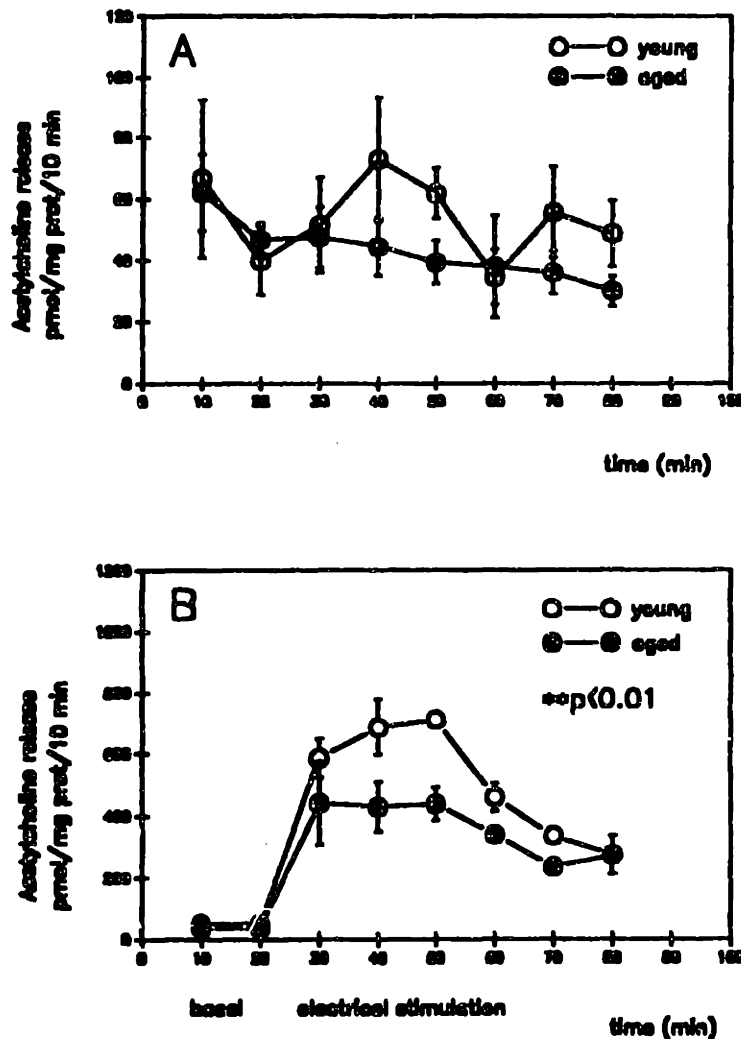 A
young
aged
Acetylcholine release
pmol/mg prot/10 min
120
100
80
60
40
20
0
0 10 20 30 40 50 60 70 80 90 100
time (min)
B
young
aged
**p<0.01
Acetylcholine release
pmol/mg prot/10 min
1200
1000
800
600
400
200
0
0 10 20 30 40 50 60 70 80 90 100
basal electrical stimulation
time (min)